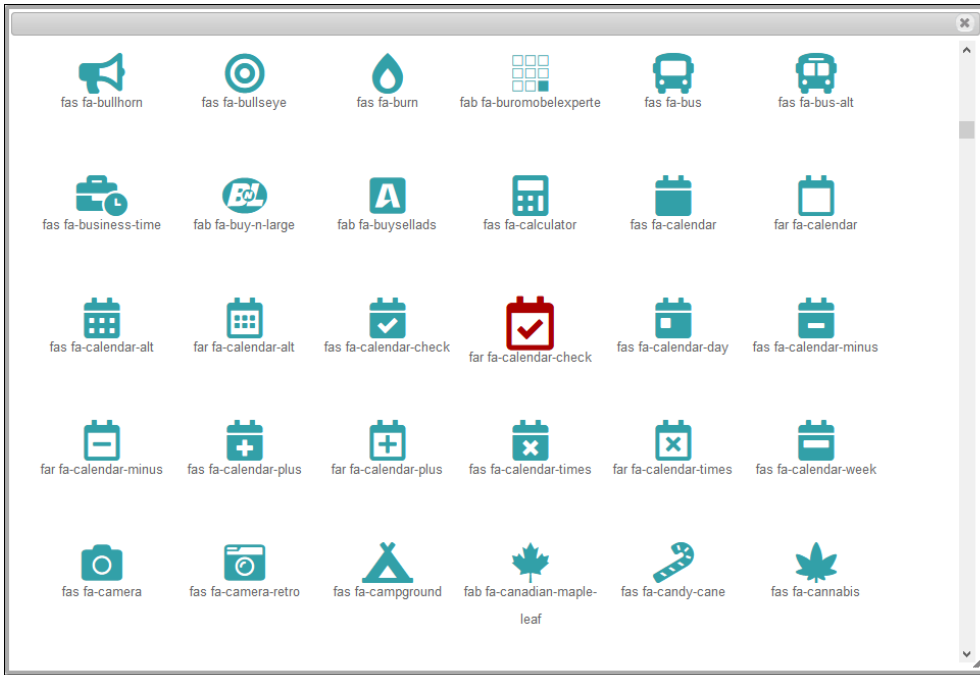 fas fa-bullhorn
fas fa-bullseye
fas fa-burn
fab fa-buromobelexperte
fas fa-bus
fas fa-bus-alt
fas fa-business-time
fab fa-buy-n-large
fab fa-buysellads
fas fa-calculator
fas fa-calendar
far fa-calendar
fas fa-calendar-alt
far fa-calendar-alt
fas fa-calendar-check
far fa-calendar-check
fas fa-calendar-day
fas fa-calendar-minus
far fa-calendar-minus
fas fa-calendar-plus
far fa-calendar-plus
fas fa-calendar-times
far fa-calendar-times
fas fa-calendar-week
fas fa-camera
fas fa-camera-retro
fas fa-campground
fab fa-canadian-maple-
leaf
fas fa-candy-cane
fas fa-cannabis